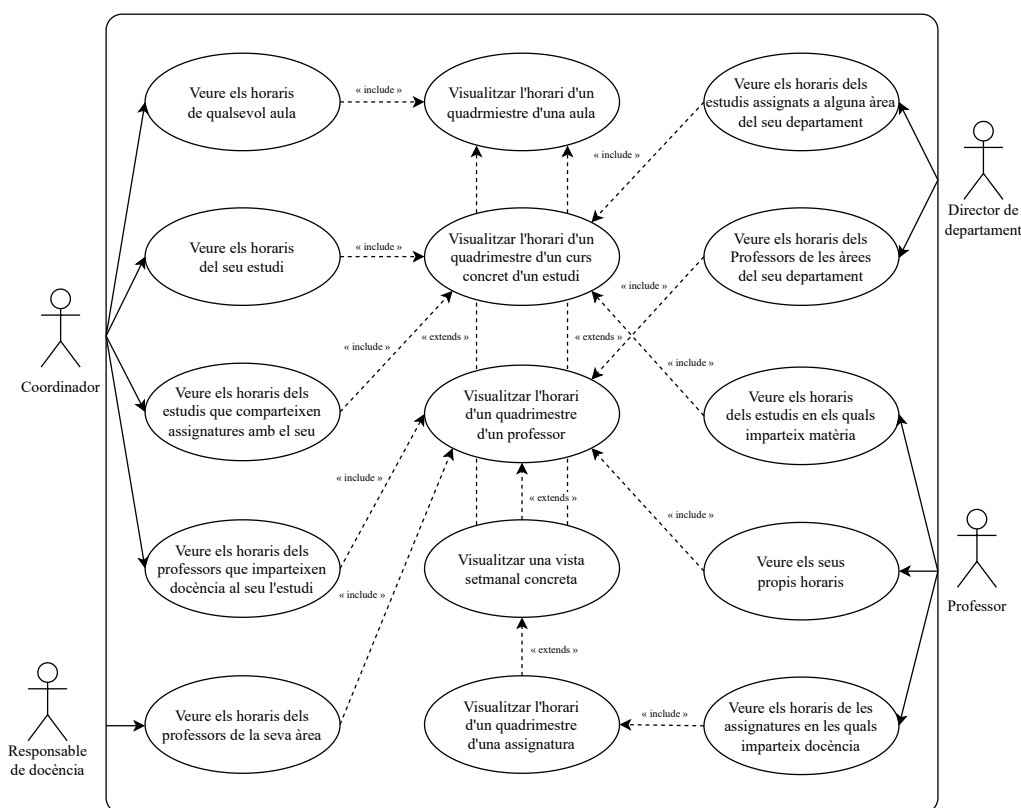 Veure els horaris
de qualsevol aula
« include »
Visualitzar l'horari d'un
quadrmiestre d'una aula
Veure els horaris dels
estudis assignats a alguna àrea
del seu departament
« include »
Director de
departament
Veure els horaris
del seu estudi
« include »
Visualitzar l'horari d'un
quadrimestre d'un curs
concret d'un estudi
Veure els horaris dels
Professors de les àrees
del seu departament
« include »
Coordinador
« include »
« extends »
« extends »
« include »
Veure els horaris dels
estudis que comparteixen
assignatures amb el seu
Visualitzar l'horari
d'un quadrimestre
d'un professor
Veure els horaris
dels estudis en els quals
imparteix matèria
« include »
« extends »
« include »
Veure els horaris dels
professors que imparteixen
docència al seu l'estudi
« include »
Visualitzar una vista
setmanal concreta
Veure els seus
propis horaris
Professor
« extends »
Responsable
de docència
Veure els horaris dels
professors de la seva àrea
Visualitzar l'horari
d'un quadrimestre
d'una assignatura
« include »
Veure els horaris de les
assignatures en les quals
imparteix docència